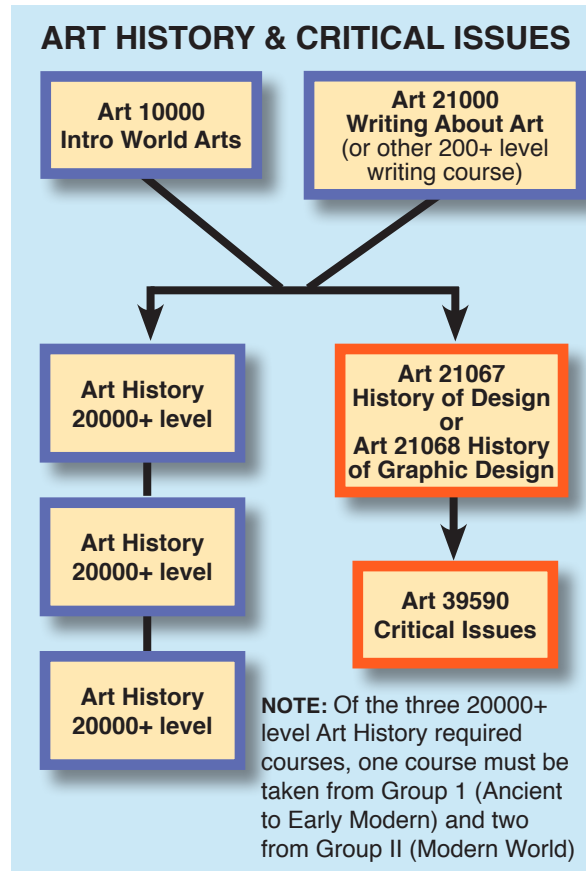 ART HISTORY & CRITICAL ISSUES
Art 10000
Intro World Arts
Art 21000
Writing About Art
(or other 200+ level
writing course)
Art History
20000+ level
Art History
20000+ level
Art History
20000+ level
Art 21067
History of Design
or
Art 21068 History
of Graphic Design
Art 39590
Critical Issues
NOTE: Of the three 20000+
level Art History required
courses, one course must be
taken from Group 1 (Ancient
to Early Modern) and two
from Group II (Modern World)